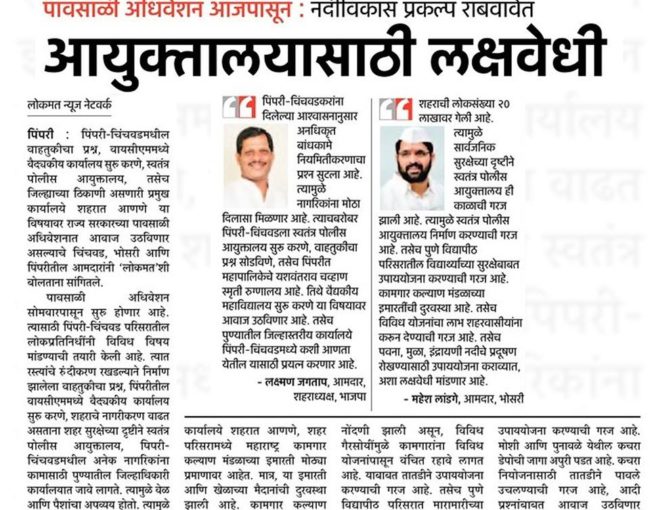 पावसाळी अधिवेशन आजपासून : नदीविकास प्रकल्प राबवावेत
आयुक्तालयासाठी लक्षवेधी
लोकमत न्यूज नेटवर्क
पिंपरी : पिंपरी-चिंचवडमधील
वाहतुकीचा प्रश्न, वायसीएममध्ये
वैद्यकीय कार्यालय सुरु करणे, स्वतंत्र
पोलीस आयुक्तालय, तसेच
जिल्ह्याच्या ठिकाणी असणारी प्रमुख
कार्यालये शहरात आणणे या
विषयावर राज्य सरकारच्या पावसाळी
अधिवेशनात आवाज उठविणार
असल्याचे चिंचवड, भोसरी आणि
पिंपरीतील आमदारांनी 'लोकमत'शी
बोलताना सांगितले.
पावसाळी अधिवेशन
सोमवारपासून सुरु होणार आहे.
त्यासाठी पिंपरी-चिंचवड परिसरातील
लोकप्रतिनिधींनी विविध विषय
मांडण्याची तयारी केली आहे. त्यात
रस्त्यांचे रुंदीकरण रखडल्याने निर्माण
झालेला वाहतुकीचा प्रश्न, पिंपरीतील
वायसीएममध्ये वैद्यकीय कार्यालय
सुरु करणे, शहराचे नागरीकरण वाढत
असताना शहर सुरक्षेच्या दृष्टीने स्वतंत्र
पोलीस आयुक्तालय, पिपरी-
चिंचवडमधील अनेक नागरिकांना
कामासाठी पुण्यातील जिल्हाधिकारी
कार्यालयात जावे लागते. त्यामुळे वेळ
आणि पैशांचा अपव्यय होतो. त्यामुळे
पिंपरी-चिंचवडकरांना
दिलेल्या आश्वासनानुसार
अनधिकृत
बांधकामे
नियमितीकरणाचा
प्रश्न सुटला आहे.
त्यामुळे
नागरिकांना मोठा
दिलासा मिळणार आहे. त्याचबरोबर
पिंपरी-चिंचवडला स्वतंत्र पोलीस
आयुक्तालय सुरु करणे, वाहतुकीचा
प्रश्न सोडविणे, तसेच पिंपरीत
महापालिकेचे यशवंतराव चव्हाण
स्मृती रुग्णालय आहे. तिथे वैद्यकीय
महाविद्यालय सुरु करणे या विषयावर
आवाज उठविणार आहे. तसेच
पुण्यातील जिल्हास्तरीय कार्यालये
पिंपरी-चिंचवडमध्ये कशी आणता
येतील यासाठी प्रयत्न करणार आहे.
- लक्ष्मण जगताप, आमदार,
शहराध्यक्ष, भाजपा
शहराची लोकसंख्या २०
लाखावर गेली आहे.
त्यामुळे
सार्वजनिक
सुरक्षेच्या दृष्टीने
स्वतंत्र पोलीस
आयुक्तालय ही
काळाची गरज
झाली आहे. त्यामुळे स्वतंत्र पोलीस
आयुक्तालय निर्माण करण्याची गरज
आहे. तसेच पुणे विद्यापीठ
परिसरातील विद्यार्थ्यांच्या सुरक्षेबाबत
उपाययोजना करण्याची गरज आहे.
कामगार कल्याण मंडळाच्या
इमारतींची दुरवस्था आहे. तसेच
विविध योजनांचा लाभ शहरवासीयांना
करुन देण्याची गरज आहे. तसेच
पवना, मुळा, इंद्रायणी नदीचे प्रदूषण
रोखण्यासाठी उपाययोजना कराव्यात,
अशा लक्षवेधी मांडणार आहे.
- महेश लांडगे, आमदार, भोसरी
कार्यालये शहरात आणणे, शहर
परिसरामध्ये महाराष्ट्र कामगार
कल्याण मंडळाच्या इमारती मोठ्या
प्रमाणावर आहेत. मात्र, या इमारती
आणि खेळाच्या मैदानांची दुरवस्था
झाली आहे. कामगार कल्याण
नोंदणी झाली असून, विविध
गैरसोयींमुळे कामगारांना विविध
योजनांपासून वंचित रहावे लागत
आहे. याबाबत तातडीने उपाययोजना
करण्याची गरज आहे. तसेच पुणे
विद्यापीठ परिसरात मारामारीच्या
उपाययोजना करण्याची गरज आहे.
मोशी आणि पुनावळे येथील कचरा
डेपोची जागा अपुरी पडत आहे. कचरा
नियोजनासाठी तातडीने पावले
उचलण्याची गरज आहे, आदी
प्रश्नांबाबत आवाज उठविणार